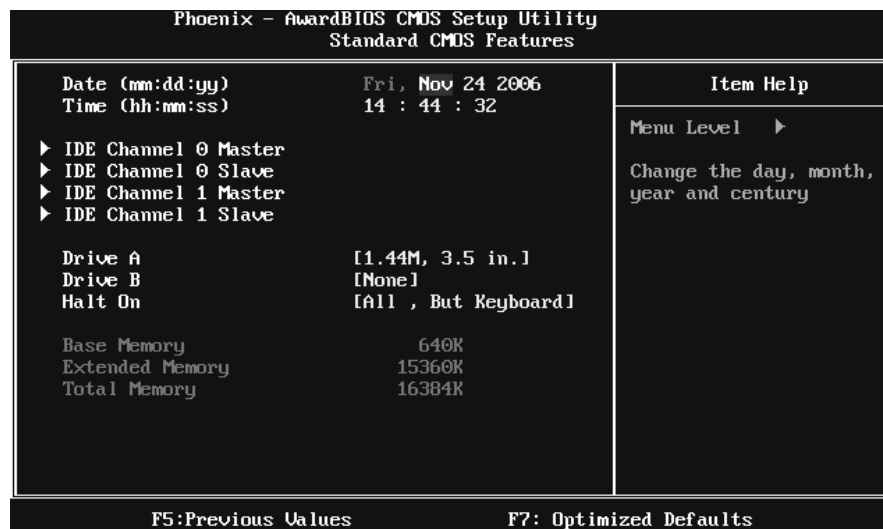 Phoenix - AwardBIOS CMOS Setup Utility
Standard CMOS Features
Date (mm:dd:yy) Fri, Nov 24 2006
Time (hh:mm:ss) 14 : 44 : 32
IDE Channel 0 Master
IDE Channel 0 Slave
IDE Channel 1 Master
IDE Channel 1 Slave
Drive A [1.44M, 3.5 in.]
Drive B [None]
Halt On [All , But Keyboard]
Base Memory 640K
Extended Memory 15360K
Total Memory 16384K
Item Help
Menu Level
Change the day, month,
year and century
F5:Previous Values F7: Optimized Defaults